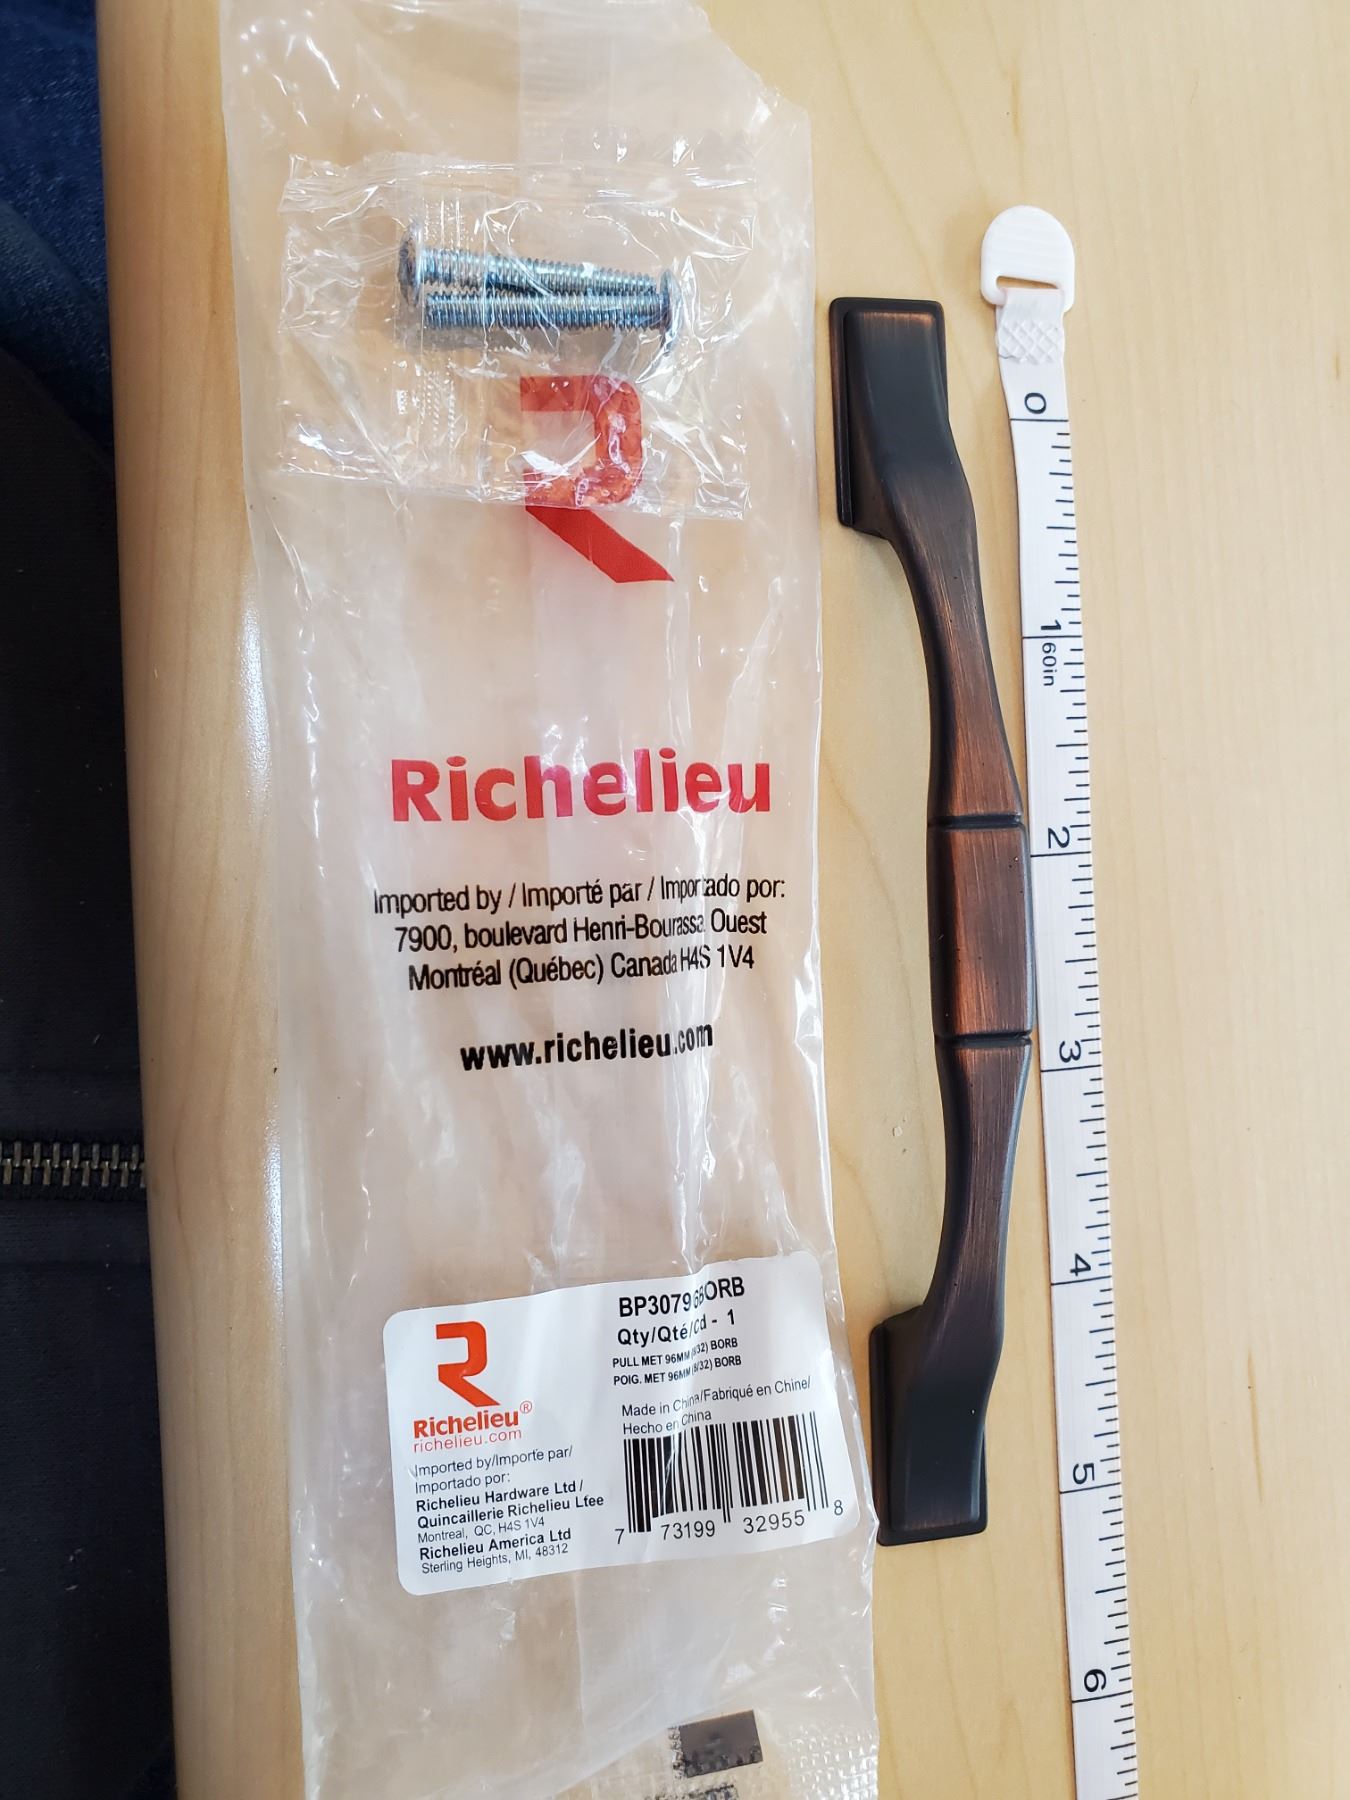 Richelieu
Imported by / Importé par / Importado por:
7900, boulevard Henri-Bourassa Ouest
Montréal (Québec) Canada H4S 1V4
www.richelieu.com
BP30796BORB
Qty/Qté/Cd - 1
PULL MET 96MM (8/32) BORB
POIG. MET 96MM (8/32) BORB
Made in China/Fabriqué en Chine/
Hecho en China
R
Richelieu®
richelieu.com
Imported by/Importé par/
Importado por:
Richelieu Hardware Ltd /
Quincaillerie Richelieu Ltee
Montreal, QC, H4S 1V4
Richelieu America Ltd
Sterling Heights, MI, 48312
7 73199 32955 8
0
1
60in
2
3
4
5
6